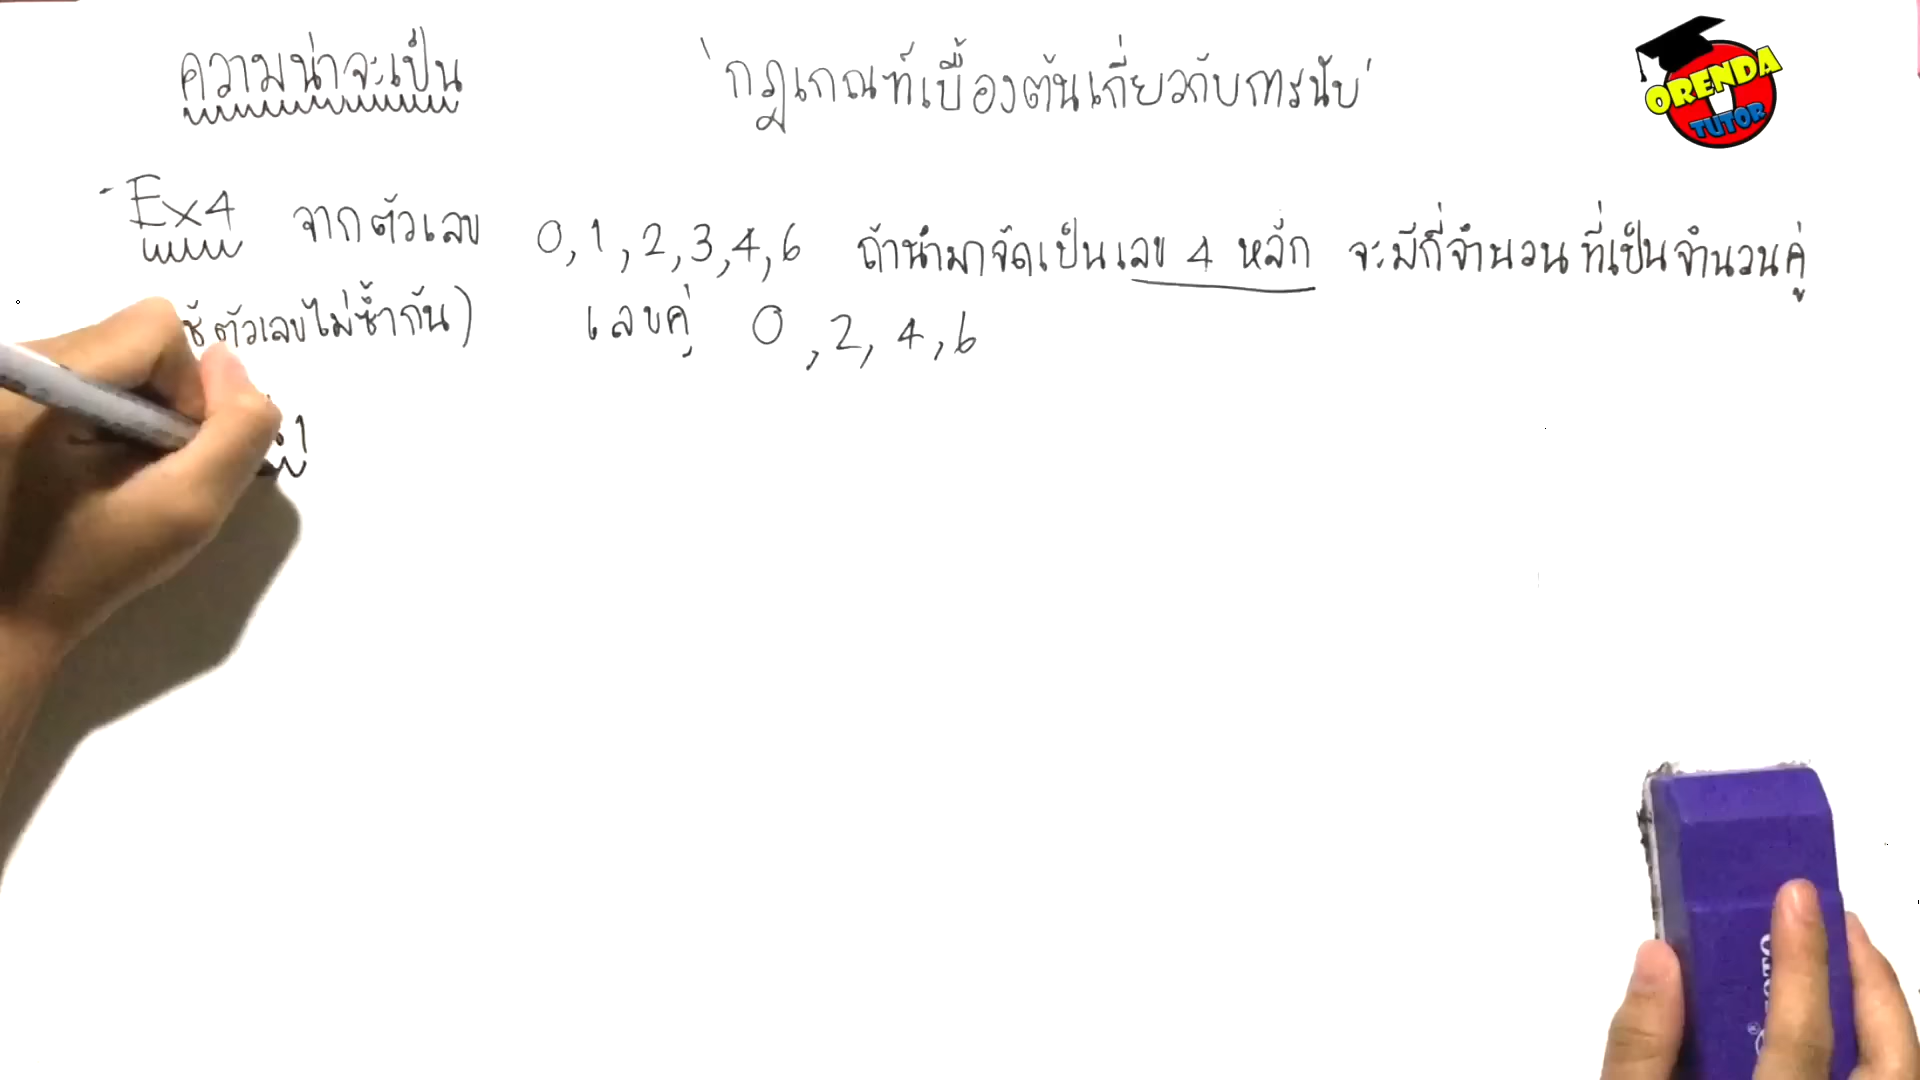 ความน่าจะเป็น
'กฎเกณฑ์เบื้องต้นเกี่ยวกับการนับ'
ORENDA
TUTOR
Ex4 จากตัวเลข 0, 1, 2, 3, 4, 6 ถ้านำมาจัดเป็นเลข 4 หลัก จะมีกี่จำนวนที่เป็นจำนวนคู่
ตัวเลขไม่ซ้ำกัน) เลขคู่ 0, 2, 4, 6
1